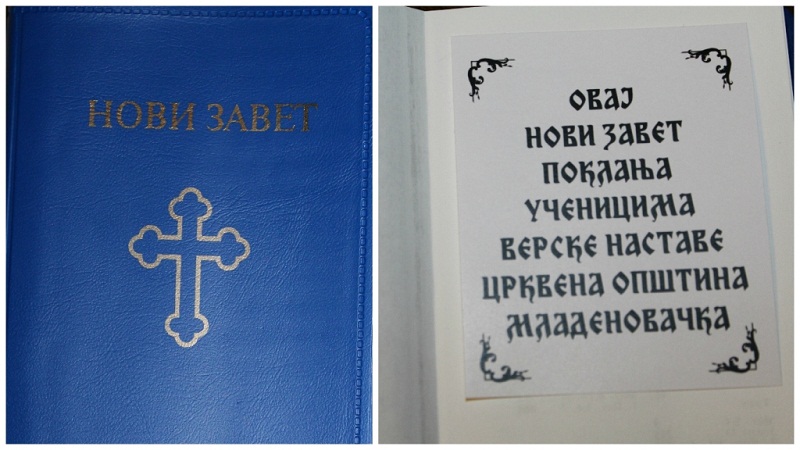 НОВИ ЗАВЕТ
ОВАЈ
НОВИ ЗАВЕТ
ПОКЛАЊА
УЧЕНИЦИМА
ВЕРСКЕ НАСТАВЕ
ЦРКВЕНА ОПШТИНА
МЛАДЕНОВАЧКА